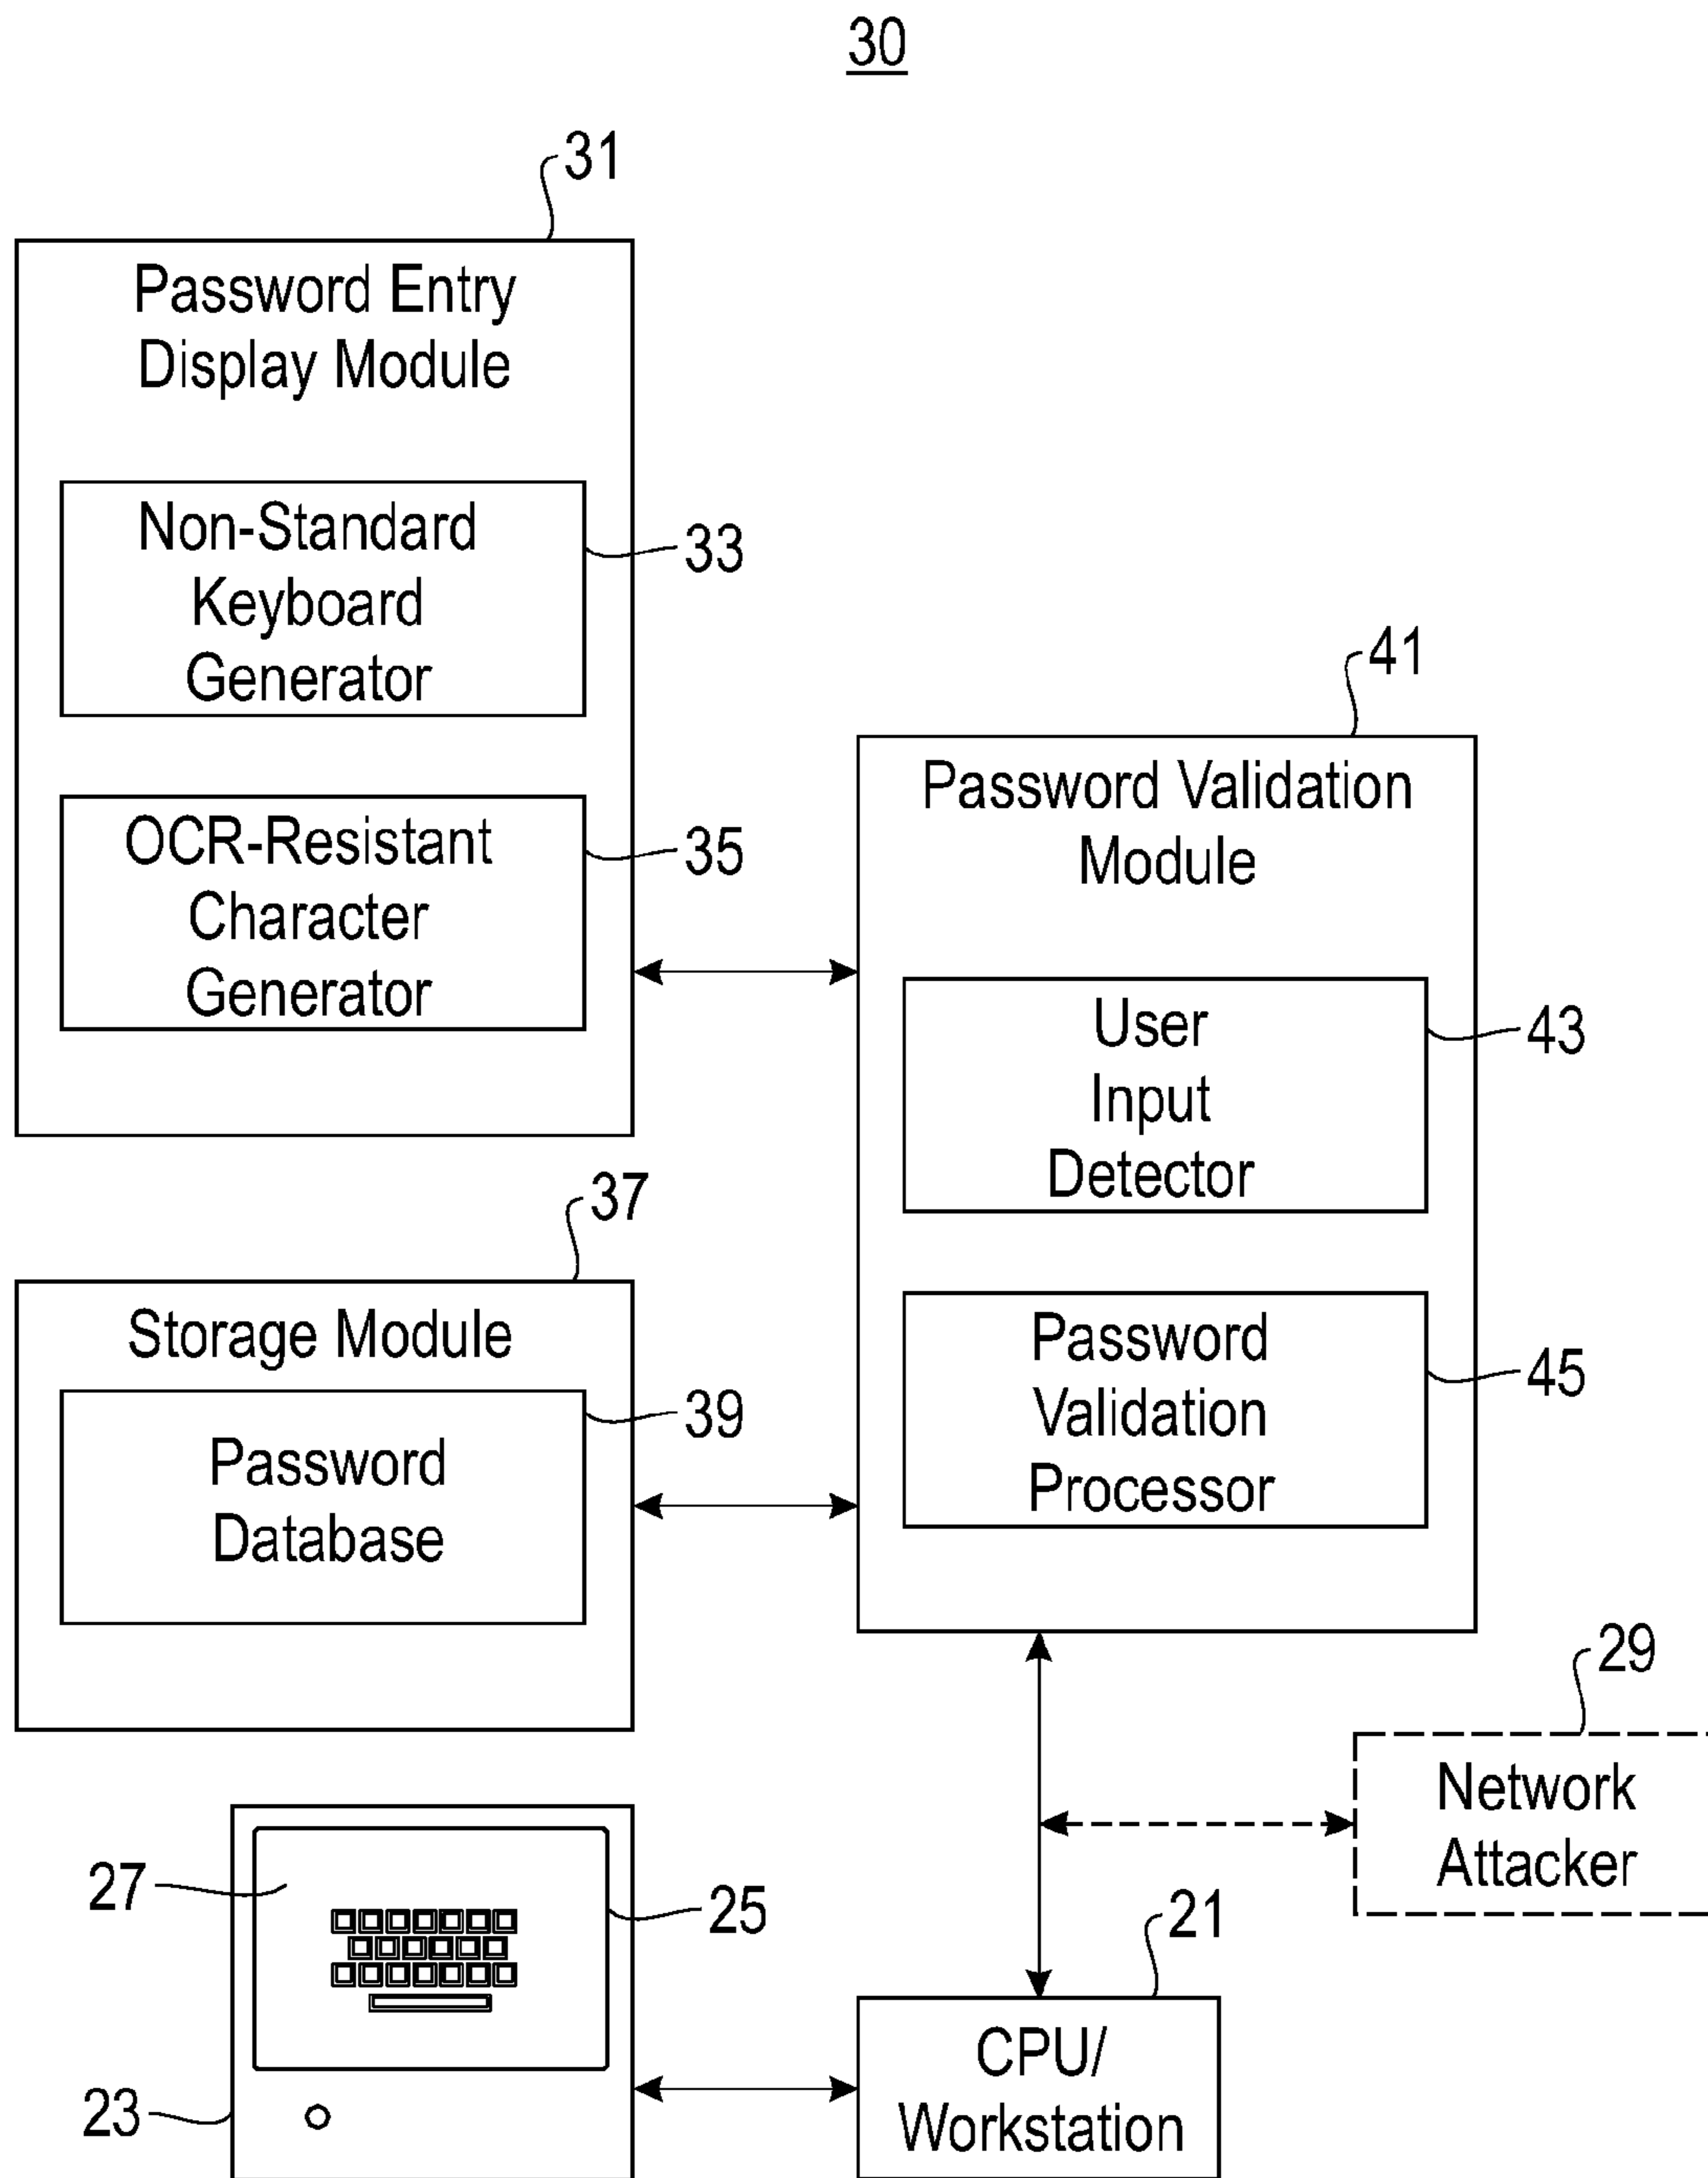 30
31
Password Entry
Display Module
Non-Standard
Keyboard
Generator
33
OCR-Resistant
Character
Generator
35
41
Password Validation
Module
User
Input
Detector
43
Password
Validation
Processor
45
37
Storage Module
Password
Database
39
29
Network
Attacker
27
25
23
21
CPU/
Workstation